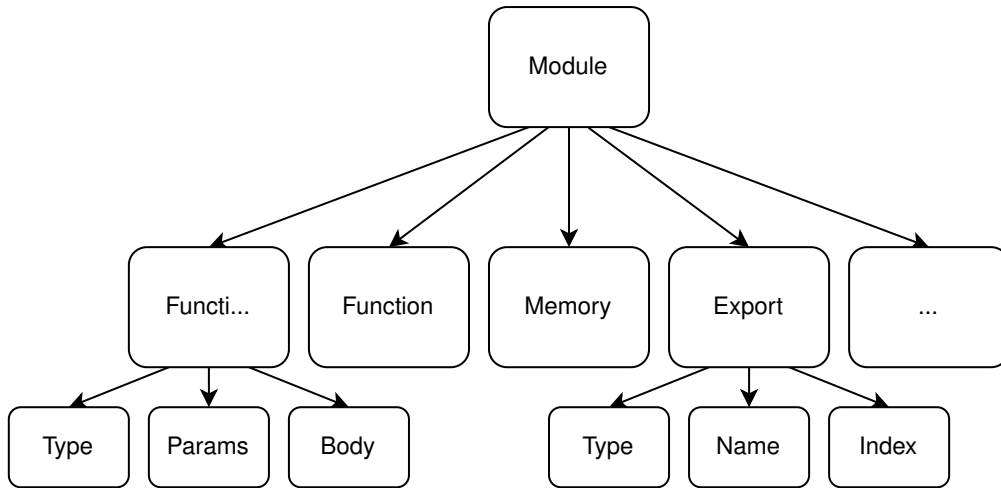 Module
Functi...
Function
Memory
Export
...
Type
Params
Body
Type
Name
Index